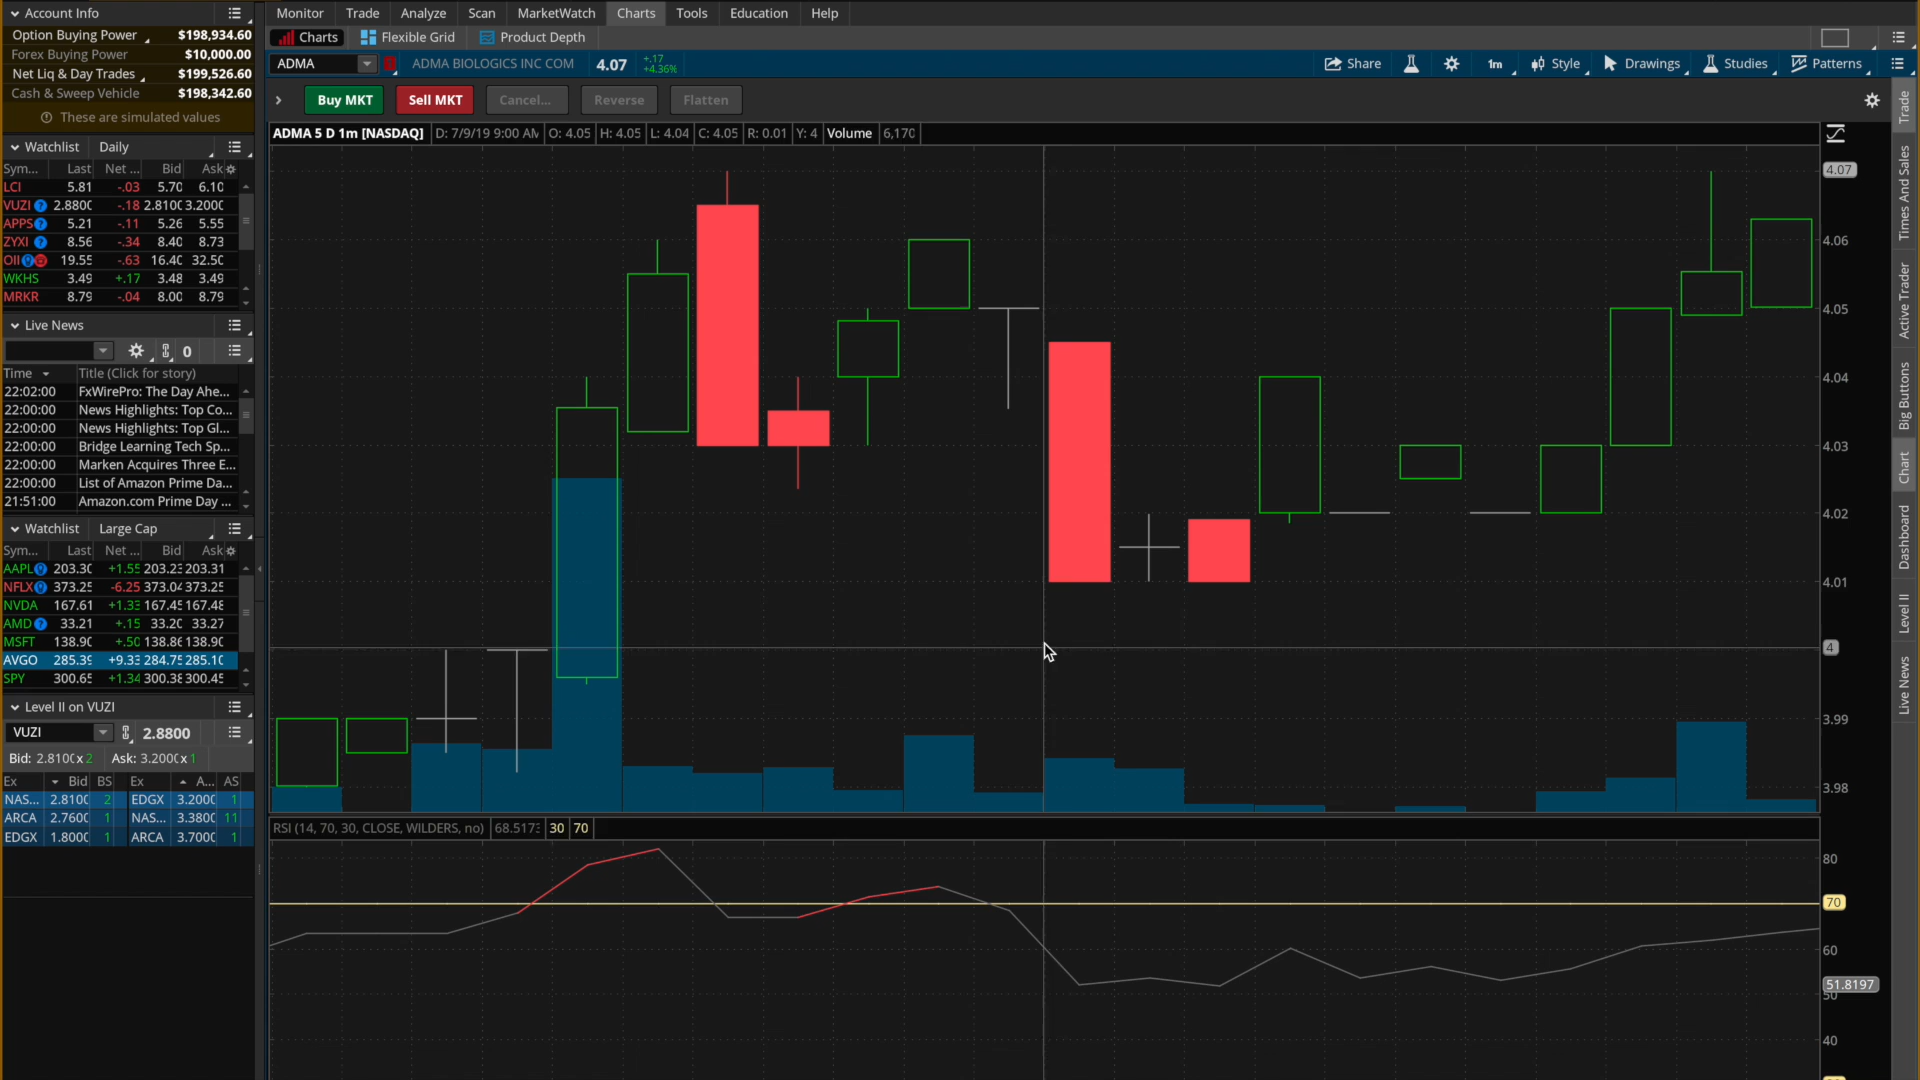 Account Info
Option Buying Power $198,934.60
Forex Buying Power $10,000.00
Net Liq & Day Trades $199,526.60
Cash & Sweep Vehicle $198,342.60
These are simulated values
Watchlist Daily
Sym... Last Net ... Bid Ask
LCI 5.81 -.03 5.70 6.10
VUZI 2.8800 -.18 2.8100 3.2000
APPS 5.21 -.11 5.26 5.55
ZYXI 8.56 -.34 8.40 8.73
OII 19.55 -.63 16.40 32.50
WKHS 3.49 +.17 3.48 3.49
MRKR 8.79 -.04 8.00 8.79
Live News
0
Time Title (Click for story)
22:02:00 FxWirePro: The Day Ahe...
22:00:00 News Highlights: Top Co...
22:00:00 News Highlights: Top Gl...
22:00:00 Bridge Learning Tech Sp...
22:00:00 Marken Acquires Three E...
22:00:00 List of Amazon Prime Da...
21:51:00 Amazon.com Prime Day ...
Watchlist Large Cap
Sym... Last Net ... Bid Ask
AAPL 203.30 +1.55 203.23 203.31
NFLX 373.25 -6.25 373.04 373.25
NVDA 167.61 +1.33 167.45 167.48
AMD 33.21 +.15 33.20 33.27
MSFT 138.90 +.50 138.86 138.90
AVGO 285.39 +9.33 284.75 285.10
SPY 300.65 +1.34 300.38 300.45
Level II on VUZI
VUZI 2.8800
Bid: 2.8100 x 2 Ask: 3.2000 x 1
Ex Bid BS Ex A... AS
NAS... 2.8100 2 EDGX 3.2000 1
ARCA 2.7600 1 NAS... 3.3800 11
EDGX 1.8000 1 ARCA 3.7000 1
Monitor Trade Analyze Scan MarketWatch Charts Tools Education Help
Charts Flexible Grid Product Depth
ADMA ADMA BIOLOGICS INC COM 4.07 +.17 +4.36% Share 1m Style Drawings Studies Patterns
Buy MKT Sell MKT Cancel... Reverse Flatten
ADMA 5 D 1m [NASDAQ] D: 7/9/19 9:00 AM O: 4.05 H: 4.05 L: 4.04 C: 4.05 R: 0.01 Y: 4 Volume 6,170
4.07
4.06
4.05
4.04
4.03
4.02
4.01
4
3.99
3.98
RSI (14, 70, 30, CLOSE, WILDERS, no) 68.5173 30 70
80
70
60
51.8197
50
40
Trade
Times And Sales
Active Trader
Big Buttons
Chart
Dashboard
Level II
Live News